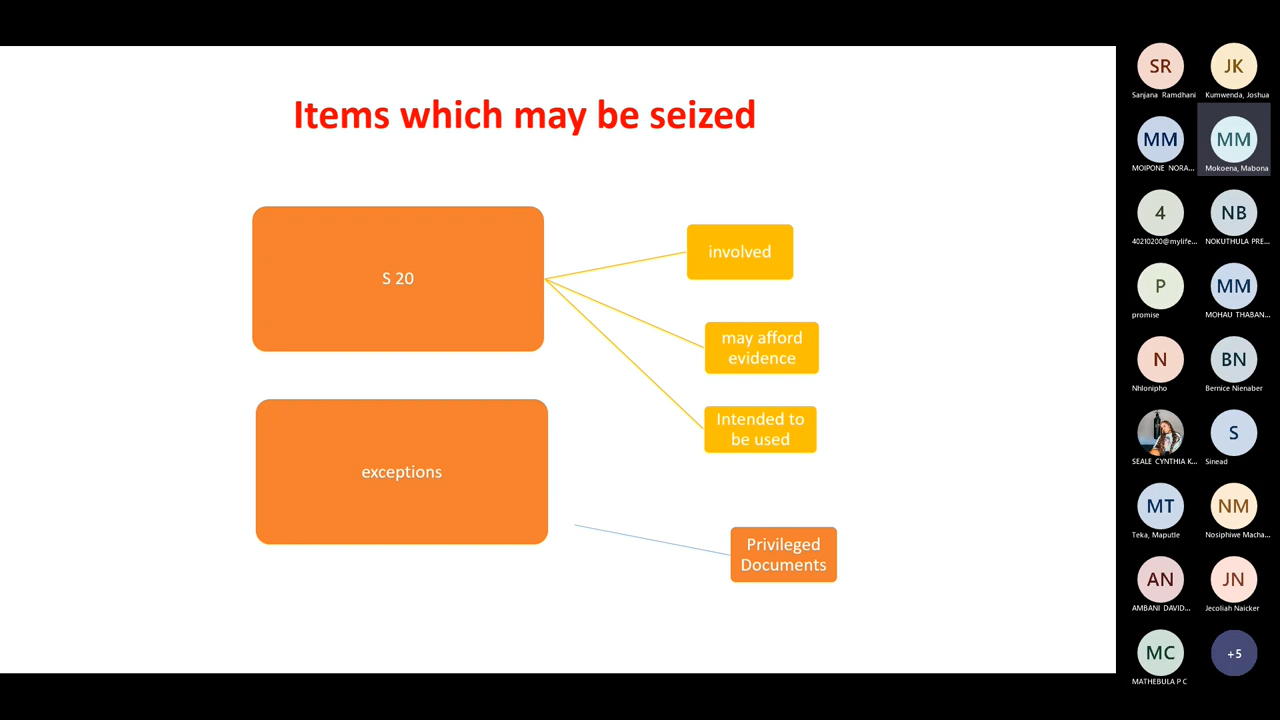 Items which may be seized
S 20
involved
may afford
evidence
Intended to
be used
exceptions
Privileged
Documents
SR
JK
Sanjana Ramdhani
Kumwenda, Joshua
MM
MM
MOIPONE NORA...
Mokoena, Mabona
4
NB
40210200@mylife...
NOKUTHULA PRE...
P
MM
promise
MOHAU THABAN...
N
BN
Nhlonipho
Bernice Nienaber
S
SEALE CYNTHIA K...
Sinead
MT
NM
Teka, Maputle
Nosiphiwe Macha...
AN
JN
AMBANI DAVID...
Jecoliah Naicker
MC
+5
MATHEBULA P C